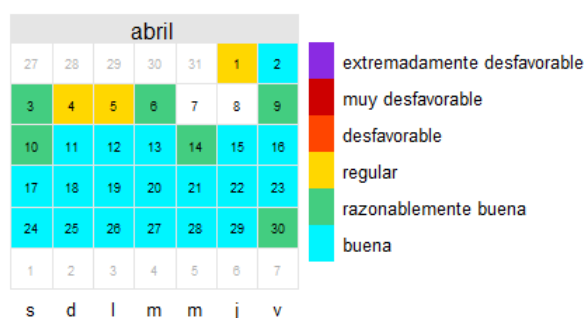 abril
27 28 29 30 31 1 2
3 4 5 6 7 8 9
10 11 12 13 14 15 16
17 18 19 20 21 22 23
24 25 26 27 28 29 30
1 2 3 4 5 6 7
s d l m m j v
extremadamente desfavorable
muy desfavorable
desfavorable
regular
razonablemente buena
buena